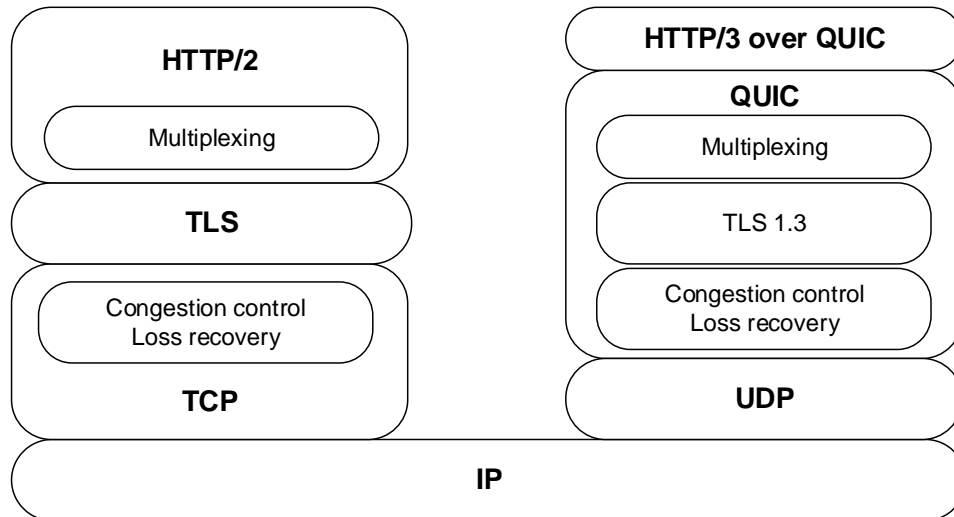 HTTP/2
Multiplexing
TLS
Congestion control
Loss recovery
TCP
HTTP/3 over QUIC
QUIC
Multiplexing
TLS 1.3
Congestion control
Loss recovery
UDP
IP